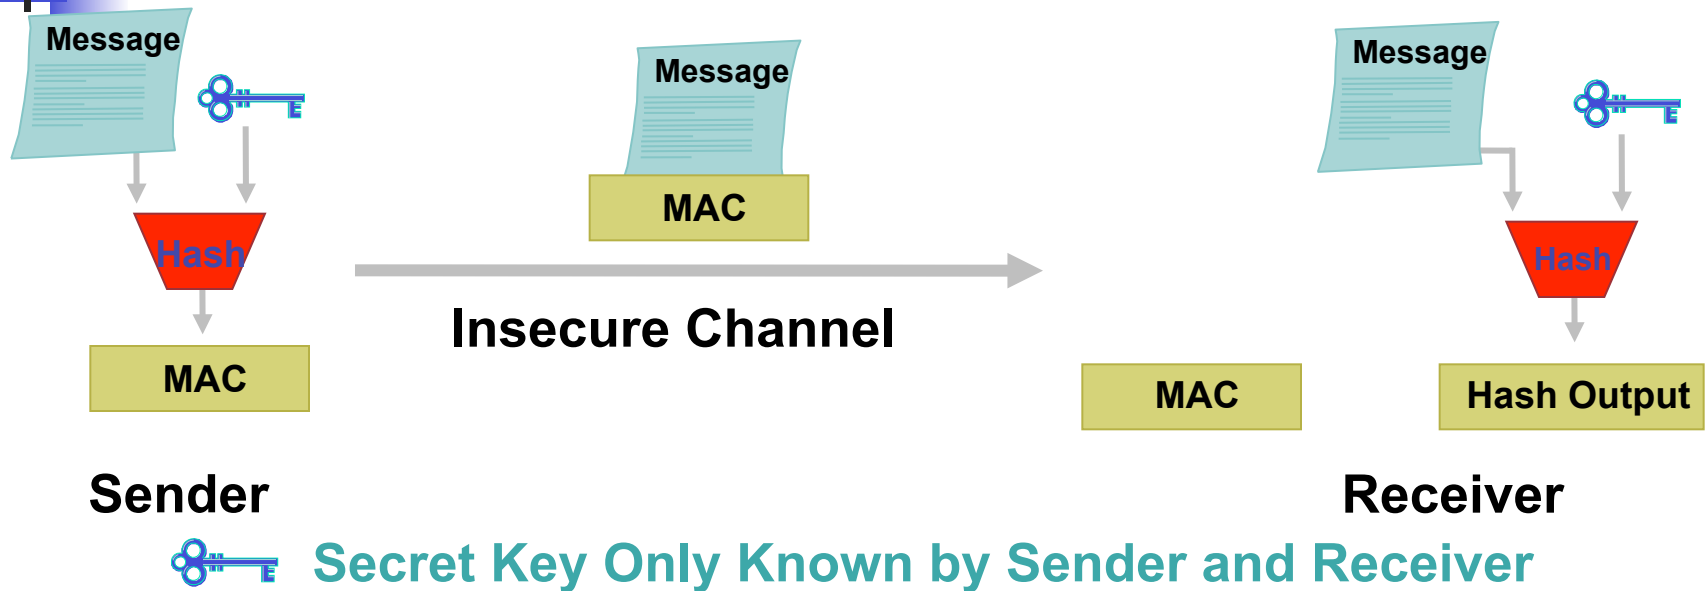 Message
Hash
MAC
Sender
Message
MAC
Insecure Channel
Message
Hash
MAC
Hash Output
Receiver
Secret Key Only Known by Sender and Receiver